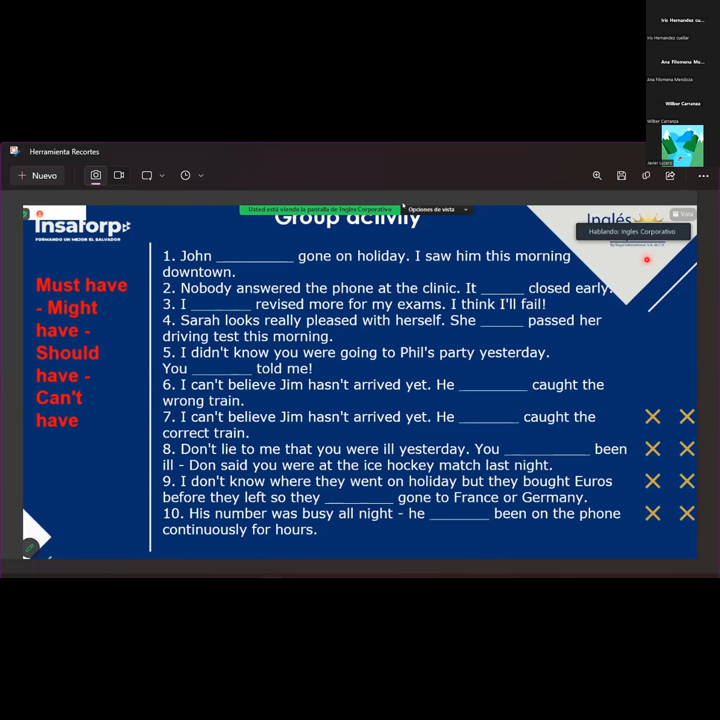 Iris Hernandez cu...
Iris Hernandez cuellar
Ana Filomena Me...
Ana Filomena Mendoza
Wilber Carranza
Wilber Carranza
Javier Lucero
Herramienta Recortes
Nuevo
Usted está viendo la pantalla de Ingles Corporativo
Opciones de vista
Vista
Hablando: Ingles Corporativo
Insaforp
FORMANDO UN MEJOR EL SALVADOR
Group activity
Inglés
Must have
- Might
have -
Should
have -
Can't
have
1. John __________ gone on holiday. I saw him this morning
downtown.
2. Nobody answered the phone at the clinic. It _____ closed early.
3. I _______ revised more for my exams. I think I'll fail!
4. Sarah looks really pleased with herself. She _____ passed her
driving test this morning.
5. I didn't know you were going to Phil's party yesterday.
You _______ told me!
6. I can't believe Jim hasn't arrived yet. He ________ caught the
wrong train.
7. I can't believe Jim hasn't arrived yet. He _______ caught the
correct train.
8. Don't lie to me that you were ill yesterday. You __________ been
ill - Don said you were at the ice hockey match last night.
9. I don't know where they went on holiday but they bought Euros
before they left so they ________ gone to France or Germany.
10. His number was busy all night - he _______ been on the phone
continuously for hours.